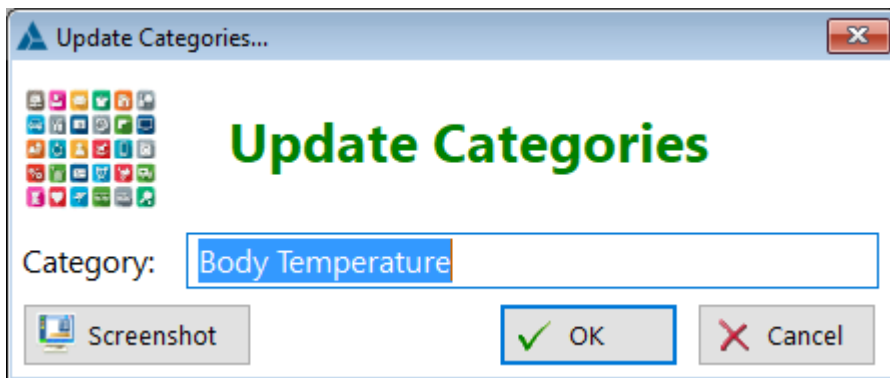 Update Categories...
Update Categories
Category: Body Temperature
Screenshot OK Cancel